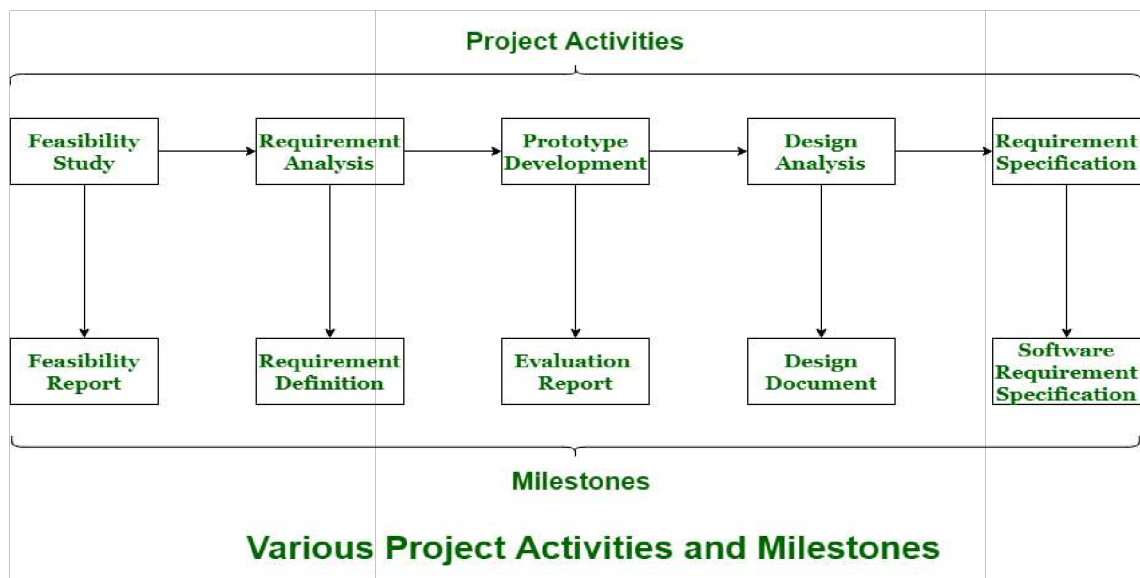 Project Activities
Feasibility
Study
Requirement
Analysis
Prototype
Development
Design
Analysis
Requirement
Specification
Feasibility
Report
Requirement
Definition
Evaluation
Report
Design
Document
Software
Requirement
Specification
Milestones
Various Project Activities and Milestones